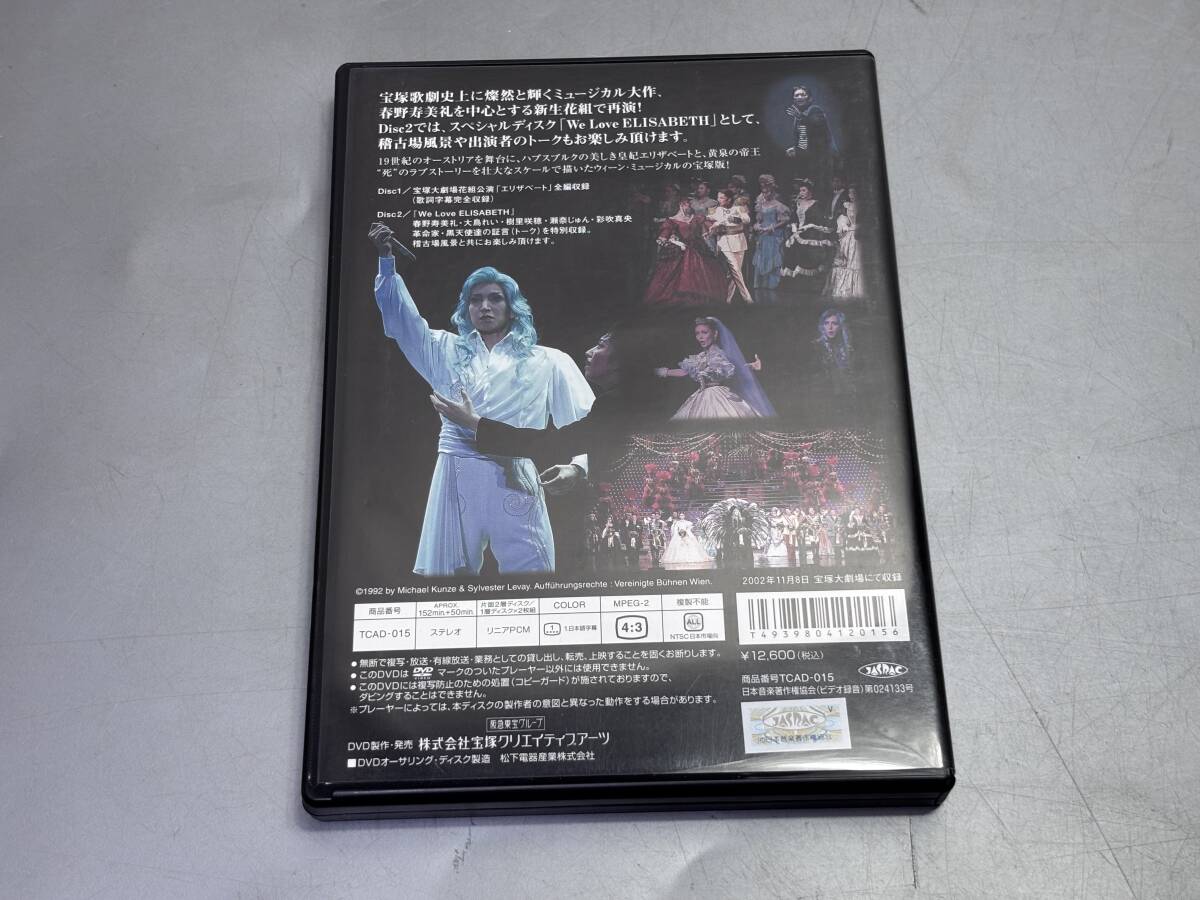 宝塚歌劇史上に燦然と輝くミュージカル大作、
春野寿美礼を中心とする新生花組で再演！
Disc2では、スペシャルディスク「We Love ELISABETH」として、
稽古場風景や出演者のトークもお楽しみ頂けます。
19世紀のオーストリアを舞台に、ハプスブルクの美しき皇妃エリザベートと、黄泉の帝王
“死”のラブストーリーを壮大なスケールで描いたウィーン・ミュージカルの宝塚版！
Disc1／宝塚大劇場花組公演「エリザベート」全編収録
（歌詞字幕完全収録）
Disc2／『We Love ELISABETH』
春野寿美礼・大鳥れい・樹里咲穂・瀬奈じゅん・彩吹真央
革命家・黒天使達の証言（トーク）を特別収録。
稽古場風景と共にお楽しみ頂けます。
©1992 by Michael Kunze & Sylvester Levay. Aufführungsrechte : Vereinigte Bühnen Wien.
2002年11月8日 宝塚大劇場にて収録
商品番号 APROX. 152min.+50min. 片面2層ディスク/1層ディスク×2枚組 COLOR MPEG-2 複製不能
TCAD-015 ステレオ リニアPCM 1 1.日本語字幕 4:3 ALL NTSC 日本市場向
T4939804120156
¥12,600（税込）
商品番号TCAD-015
JASRAC
日本音楽著作権協会（ビデオ録音）第024133号
V
JASRAC
●無断で複写・放送・有線放送・業務としての貸し出し、転売、上映することを固くお断りします。
●このDVDは DVD マークのついたプレーヤー以外には使用できません。
●このDVDには複写防止のための処置（コピーガード）が施されておりますので、
ダビングすることはできません。
※プレーヤーによっては、本ディスクの製作者の意図と異なった動作をする場合があります。
阪急東宝グループ
DVD製作・発売 株式会社宝塚クリエイティブアーツ
■DVDオーサリング・ディスク製造 松下電器産業株式会社